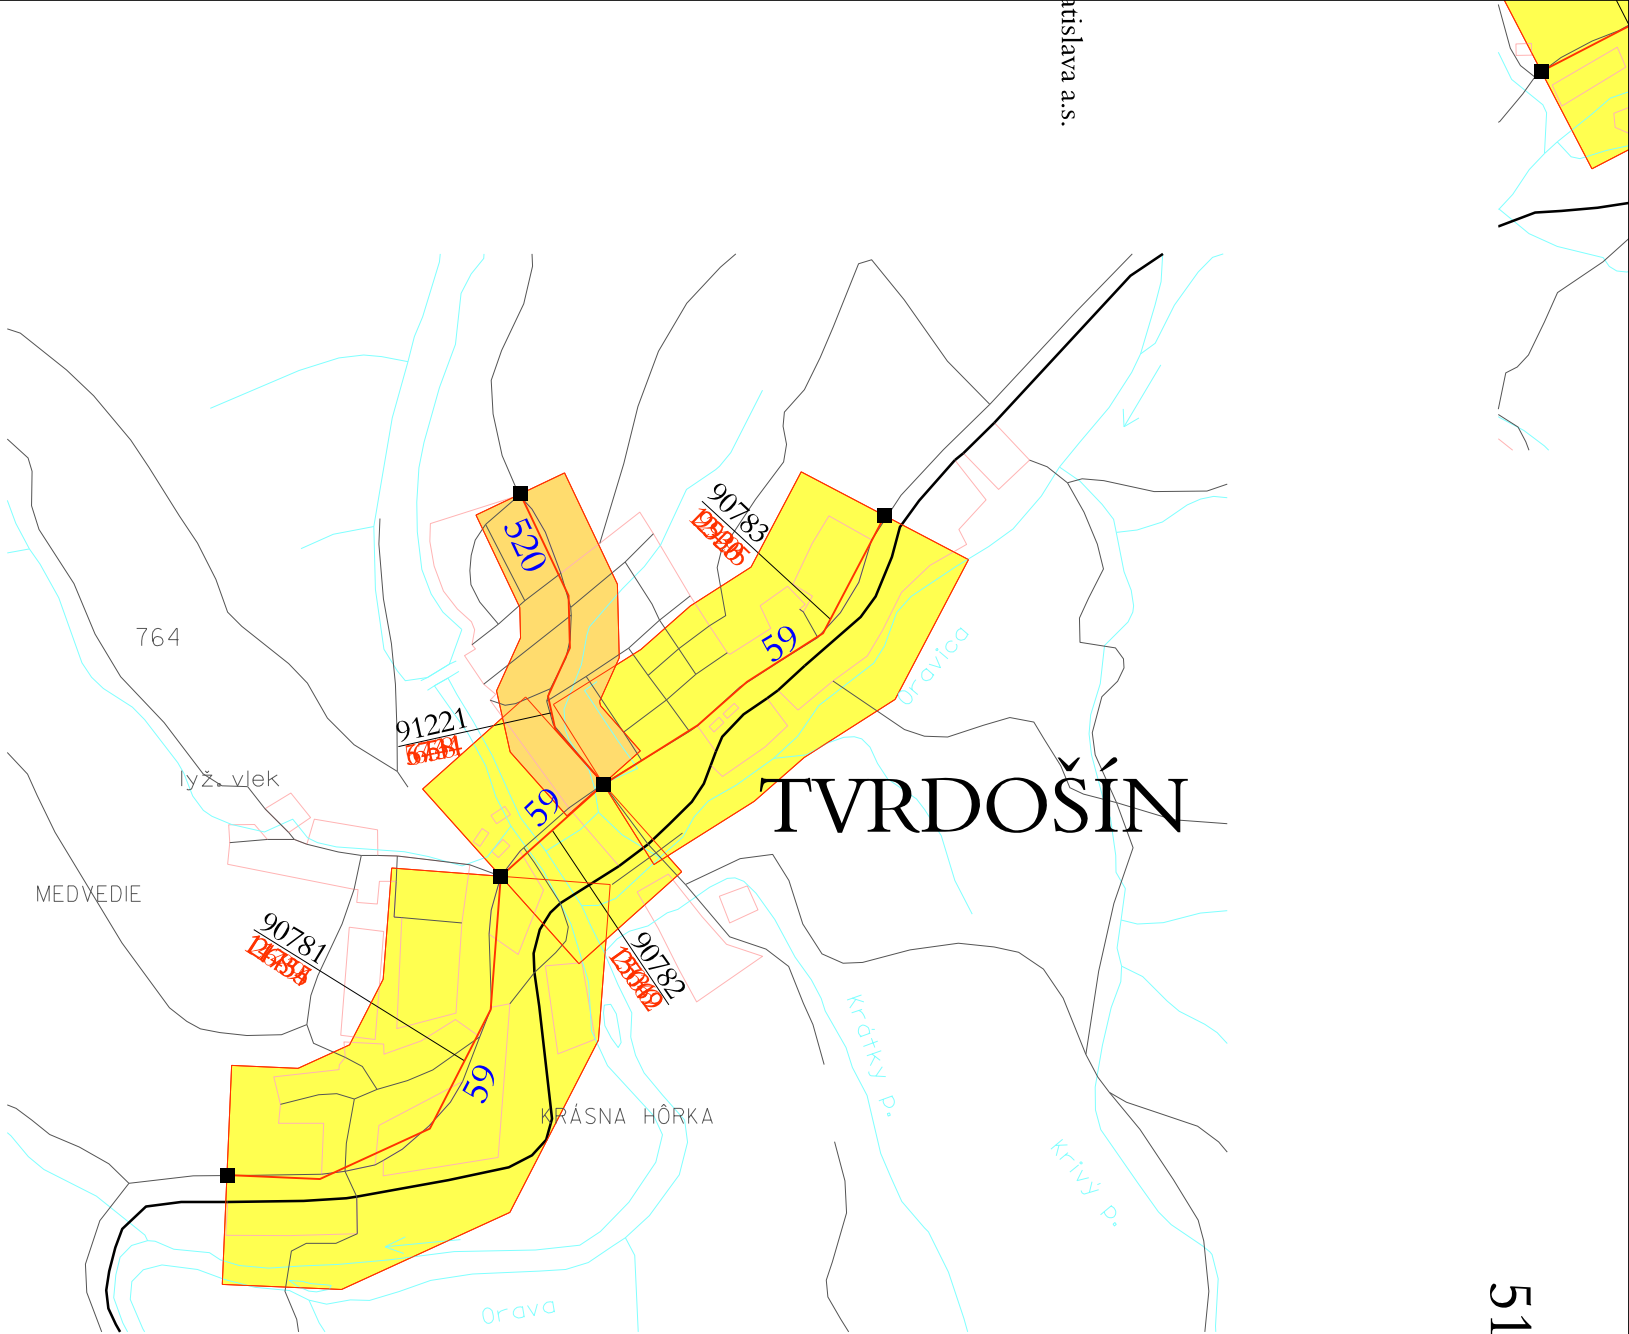 atislava a.s.
520
90783
764
59
Oravica
91221
lyž. vlek
59
TVRDOŠÍN
MEDVEDIE
90781
90782
Krátky p.
59
KRÁSNA HÔRKA
Krivý p.
Orava
51